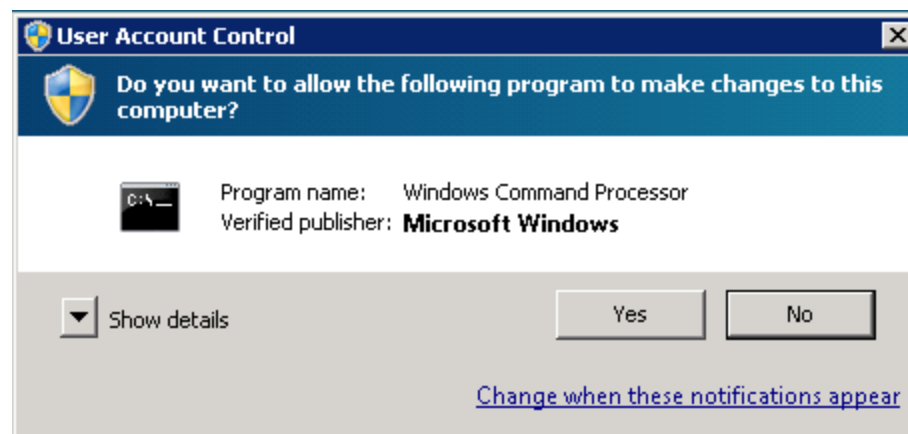 User Account Control
Do you want to allow the following program to make changes to this
computer?
C:\_
Program name: Windows Command Processor
Verified publisher: Microsoft Windows
Show details
Yes
No
Change when these notifications appear